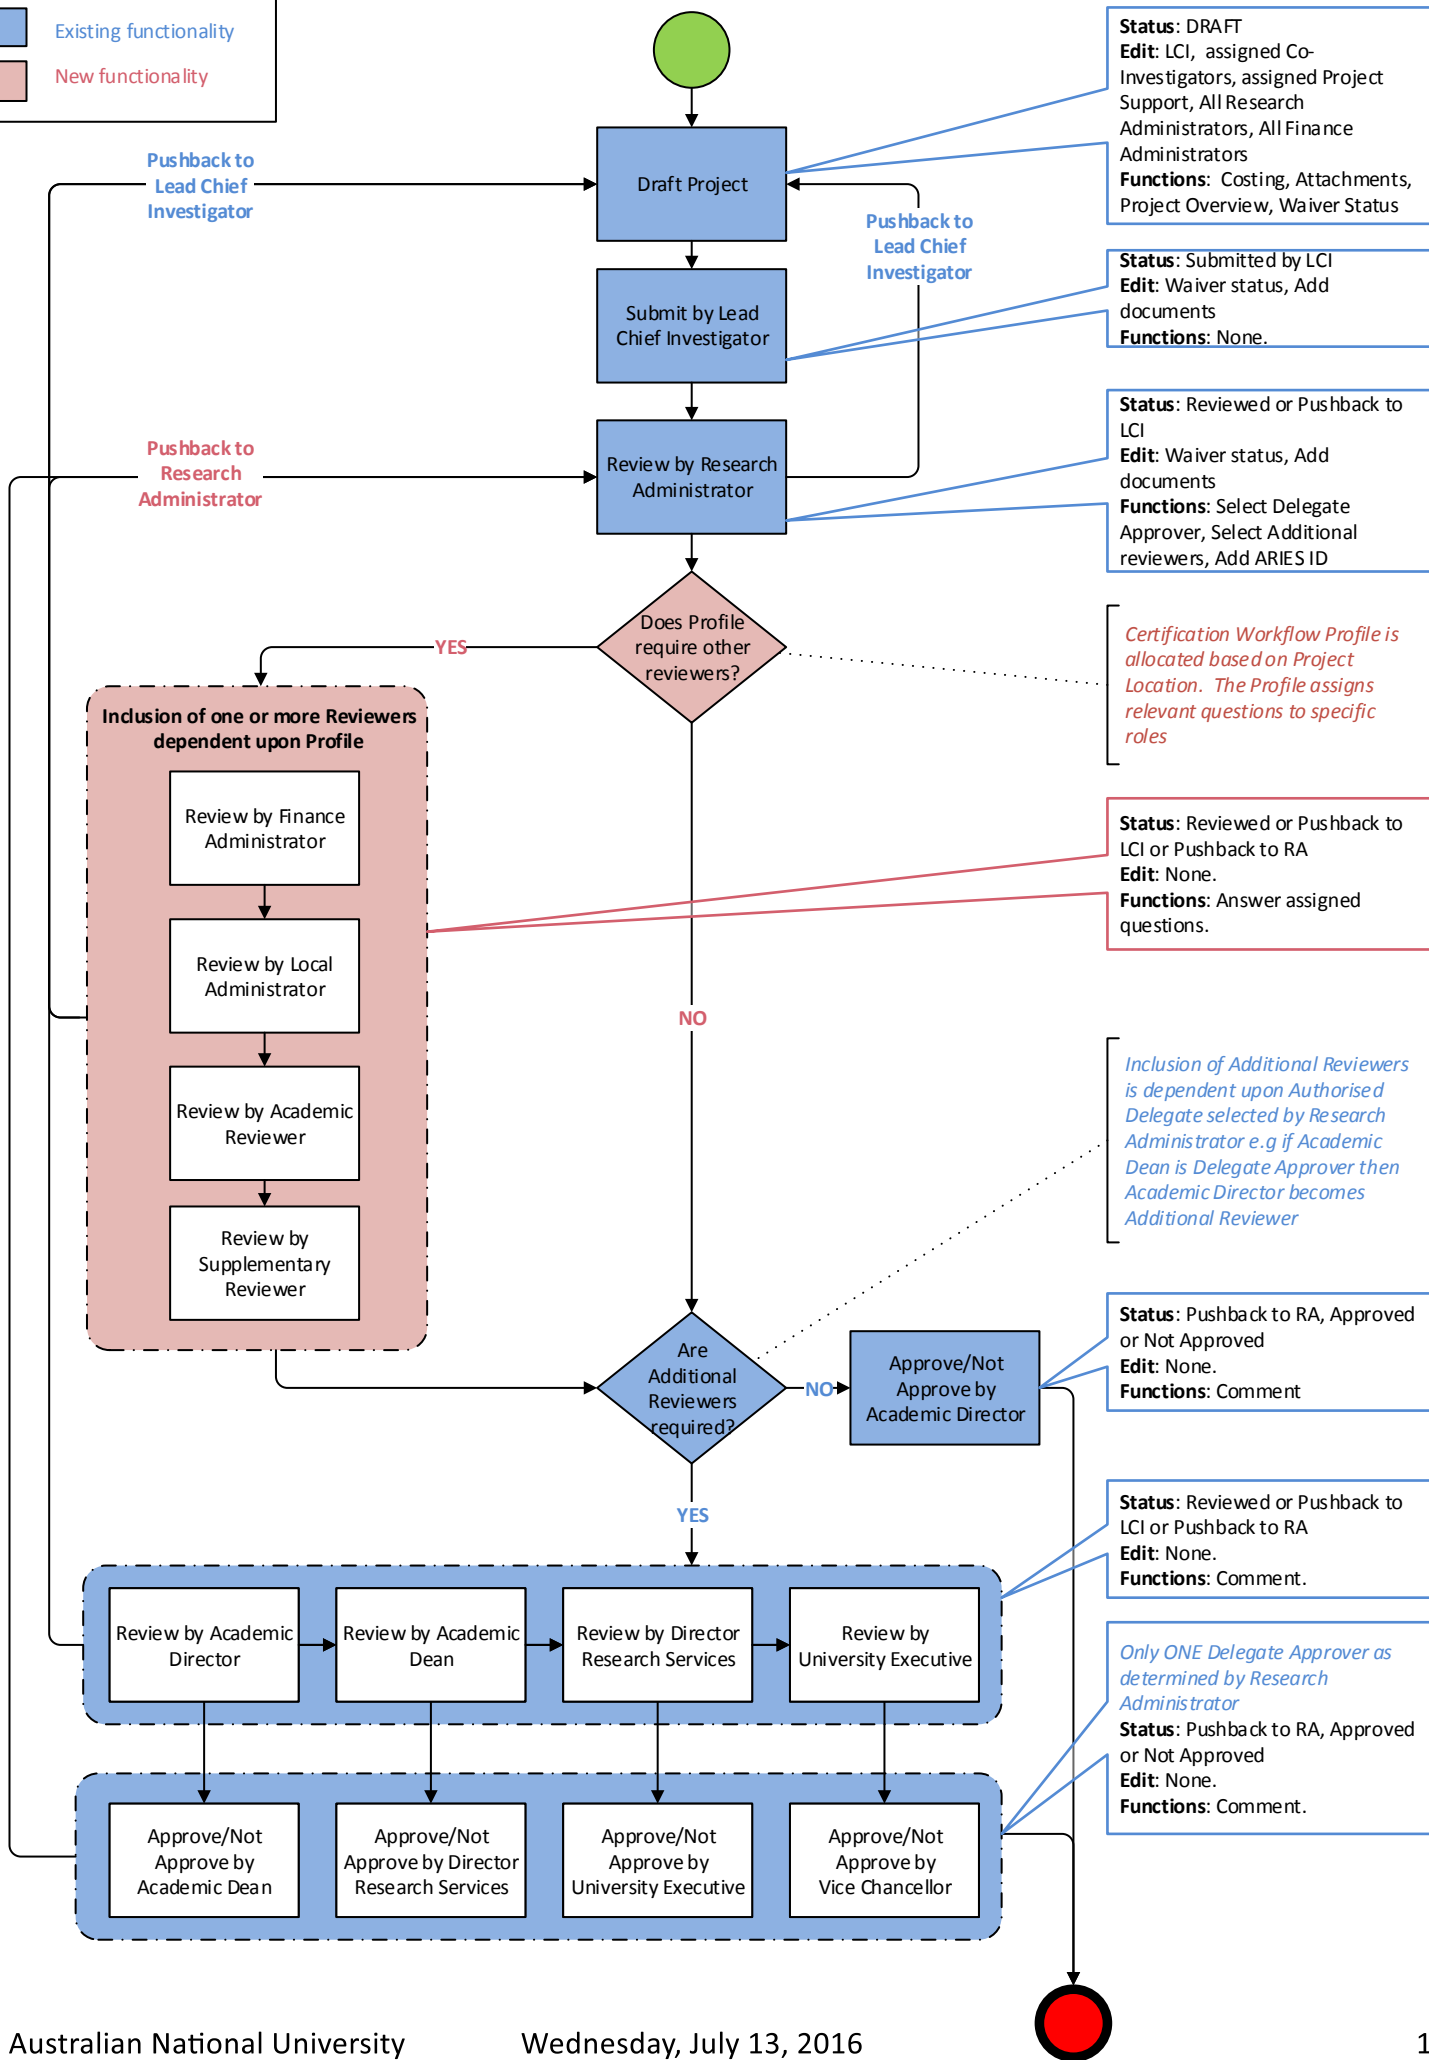 Existing functionality
New functionality
Status: DRAFT
Edit: LCI, assigned Co-
Investigators, assigned Project
Support, All Research
Administrators, All Finance
Administrators
Functions: Costing, Attachments,
Project Overview, Waiver Status
Pushback to
Lead Chief
Investigator
Draft Project
Pushback to
Lead Chief
Investigator
Submit by Lead
Chief Investigator
Status: Submitted by LCI
Edit: Waiver status, Add
documents
Functions: None.
Pushback to
Research
Administrator
Review by Research
Administrator
Status: Reviewed or Pushback to
LCI
Edit: Waiver status, Add
documents
Functions: Select Delegate
Approver, Select Additional
reviewers, Add ARIES ID
Does Profile
require other
reviewers?
YES
Certification Workflow Profile is
allocated based on Project
Location. The Profile assigns
relevant questions to specific
roles
Inclusion of one or more Reviewers
dependent upon Profile
Review by Finance
Administrator
Review by Local
Administrator
Review by Academic
Reviewer
Review by
Supplementary
Reviewer
Status: Reviewed or Pushback to
LCI or Pushback to RA
Edit: None.
Functions: Answer assigned
questions.
NO
Inclusion of Additional Reviewers
is dependent upon Authorised
Delegate selected by Research
Administrator e.g if Academic
Dean is Delegate Approver then
Academic Director becomes
Additional Reviewer
Are
Additional
Reviewers
required?
NO
Approve/Not
Approve by
Academic Director
Status: Pushback to RA, Approved
or Not Approved
Edit: None.
Functions: Comment
YES
Status: Reviewed or Pushback to
LCI or Pushback to RA
Edit: None.
Functions: Comment.
Review by Academic
Director
Review by Academic
Dean
Review by Director
Research Services
Review by
University Executive
Only ONE Delegate Approver as
determined by Research
Administrator
Status: Pushback to RA, Approved
or Not Approved
Edit: None.
Functions: Comment.
Approve/Not
Approve by
Academic Dean
Approve/Not
Approve by Director
Research Services
Approve/Not
Approve by
University Executive
Approve/Not
Approve by
Vice Chancellor
Australian National University
Wednesday, July 13, 2016
1